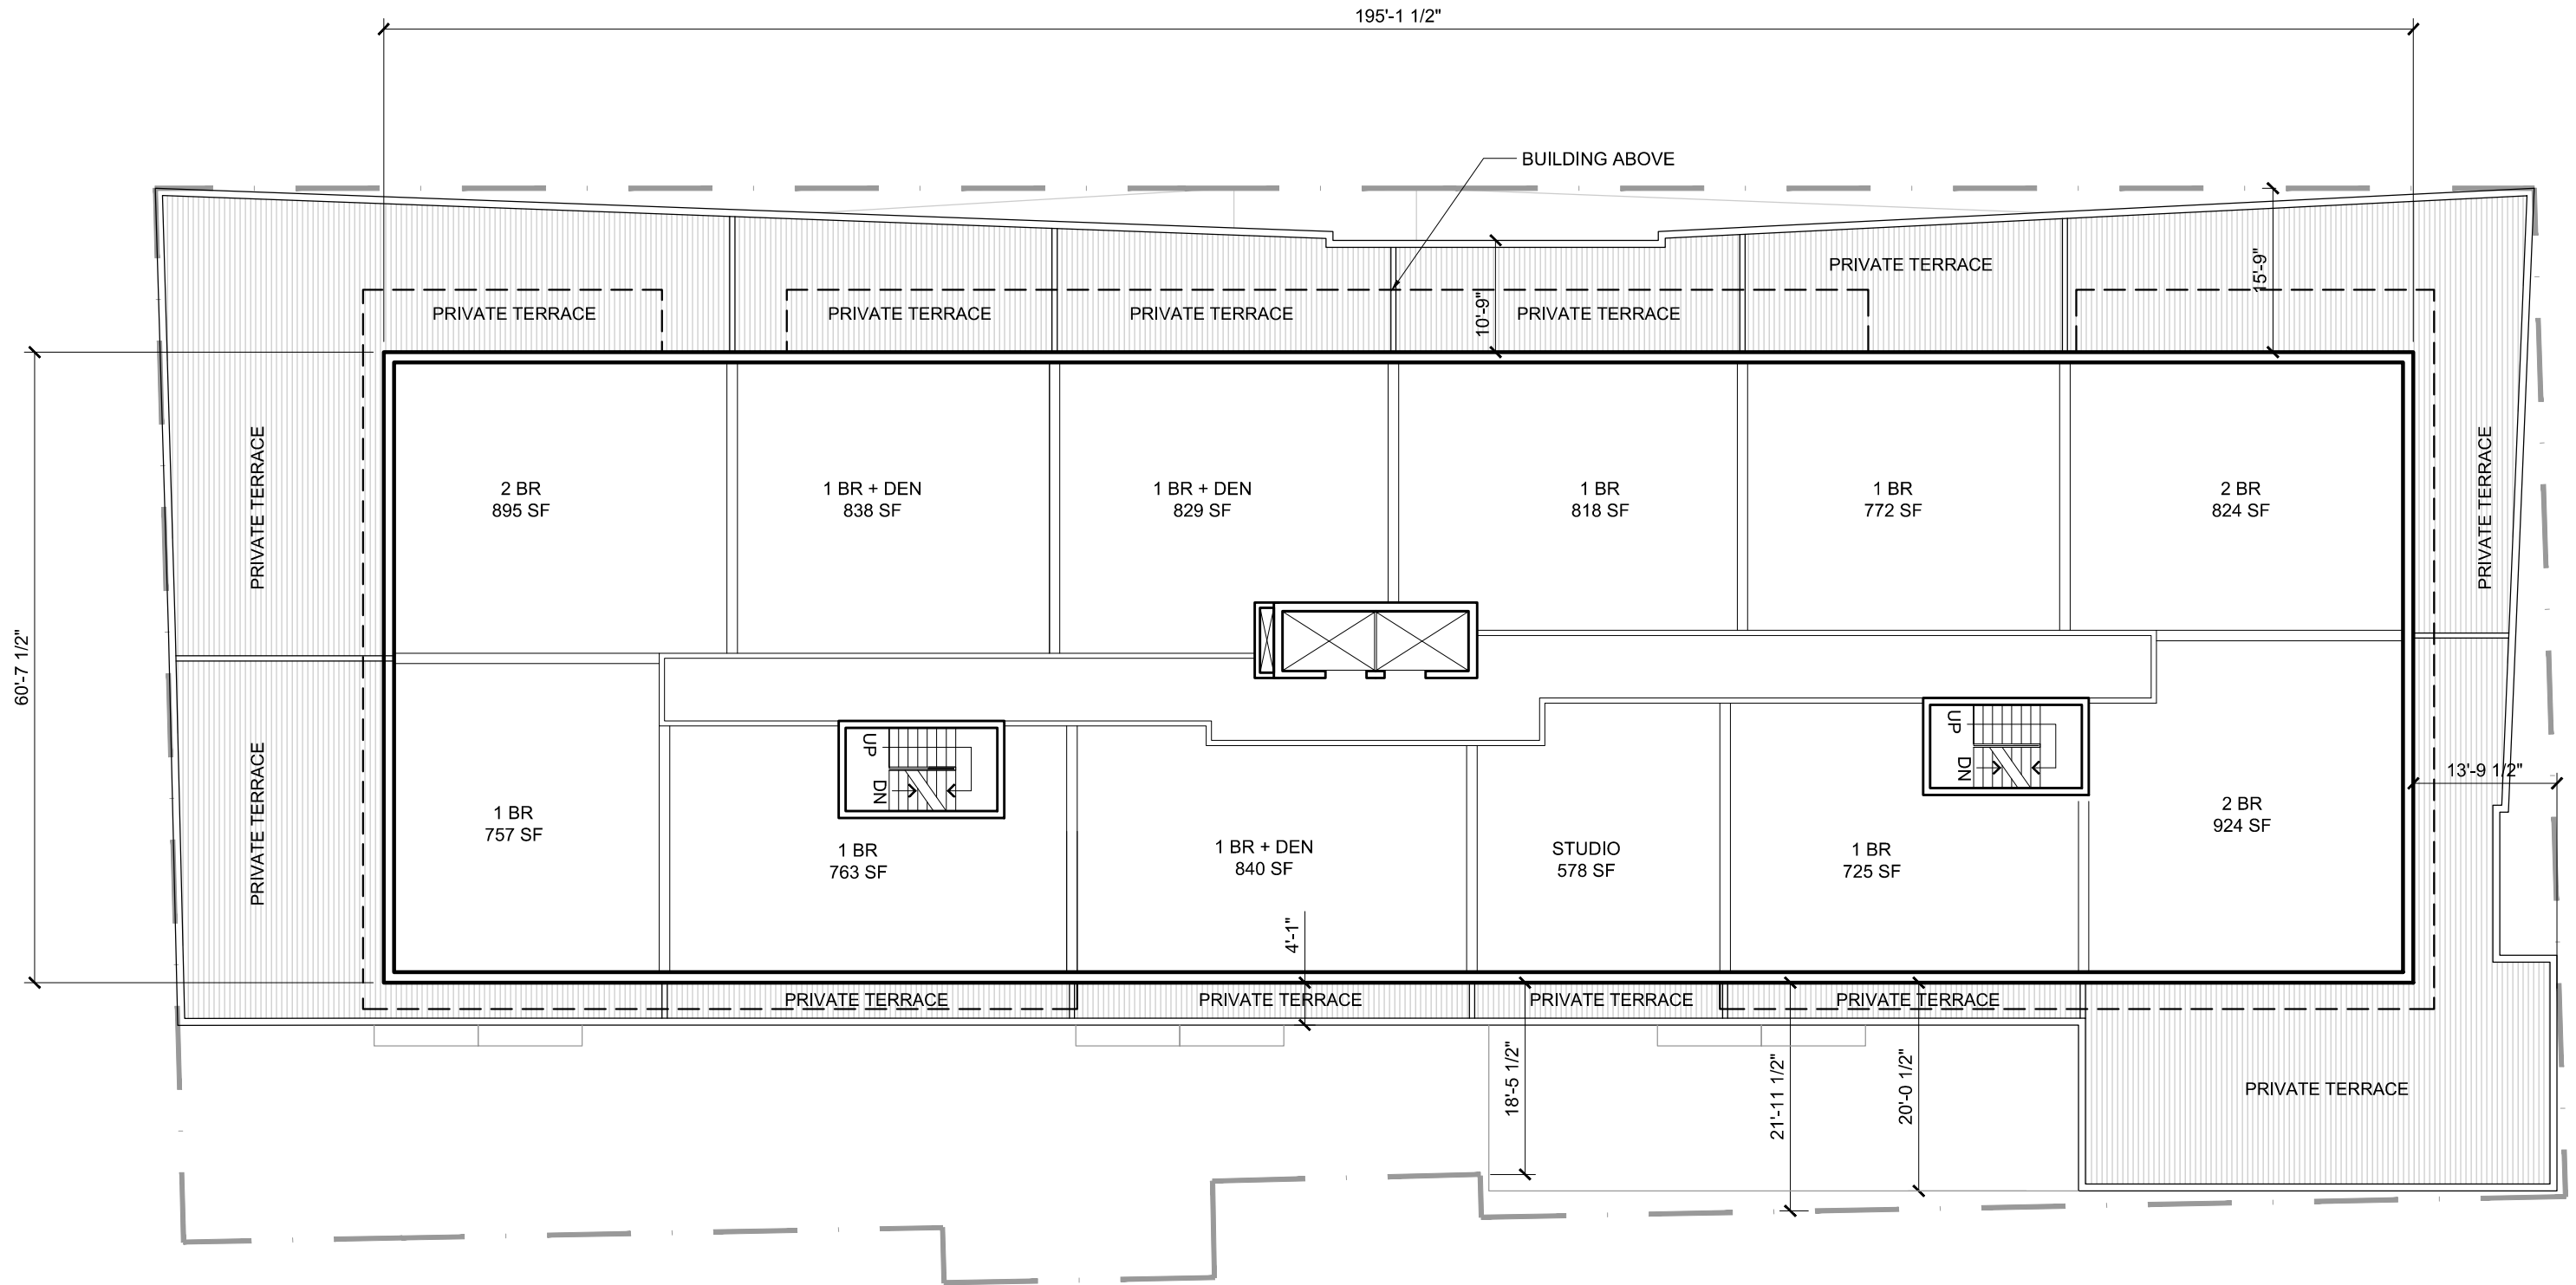 195'-1 1/2"
BUILDING ABOVE
15'-9"
10'-9"
PRIVATE TERRACE
PRIVATE TERRACE
PRIVATE TERRACE
PRIVATE TERRACE
PRIVATE TERRACE
PRIVATE TERRACE
PRIVATE TERRACE
2 BR
895 SF
1 BR + DEN
838 SF
1 BR + DEN
829 SF
1 BR
818 SF
1 BR
772 SF
2 BR
824 SF
60'-7 1/2"
PRIVATE TERRACE
1 BR
757 SF
UP
DN
1 BR
763 SF
1 BR + DEN
840 SF
STUDIO
578 SF
1 BR
725 SF
UP
DN
2 BR
924 SF
13'-9 1/2"
4'-1"
PRIVATE TERRACE
PRIVATE TERRACE
PRIVATE TERRACE
PRIVATE TERRACE
18'-5 1/2"
21'-11 1/2"
20'-0 1/2"
PRIVATE TERRACE